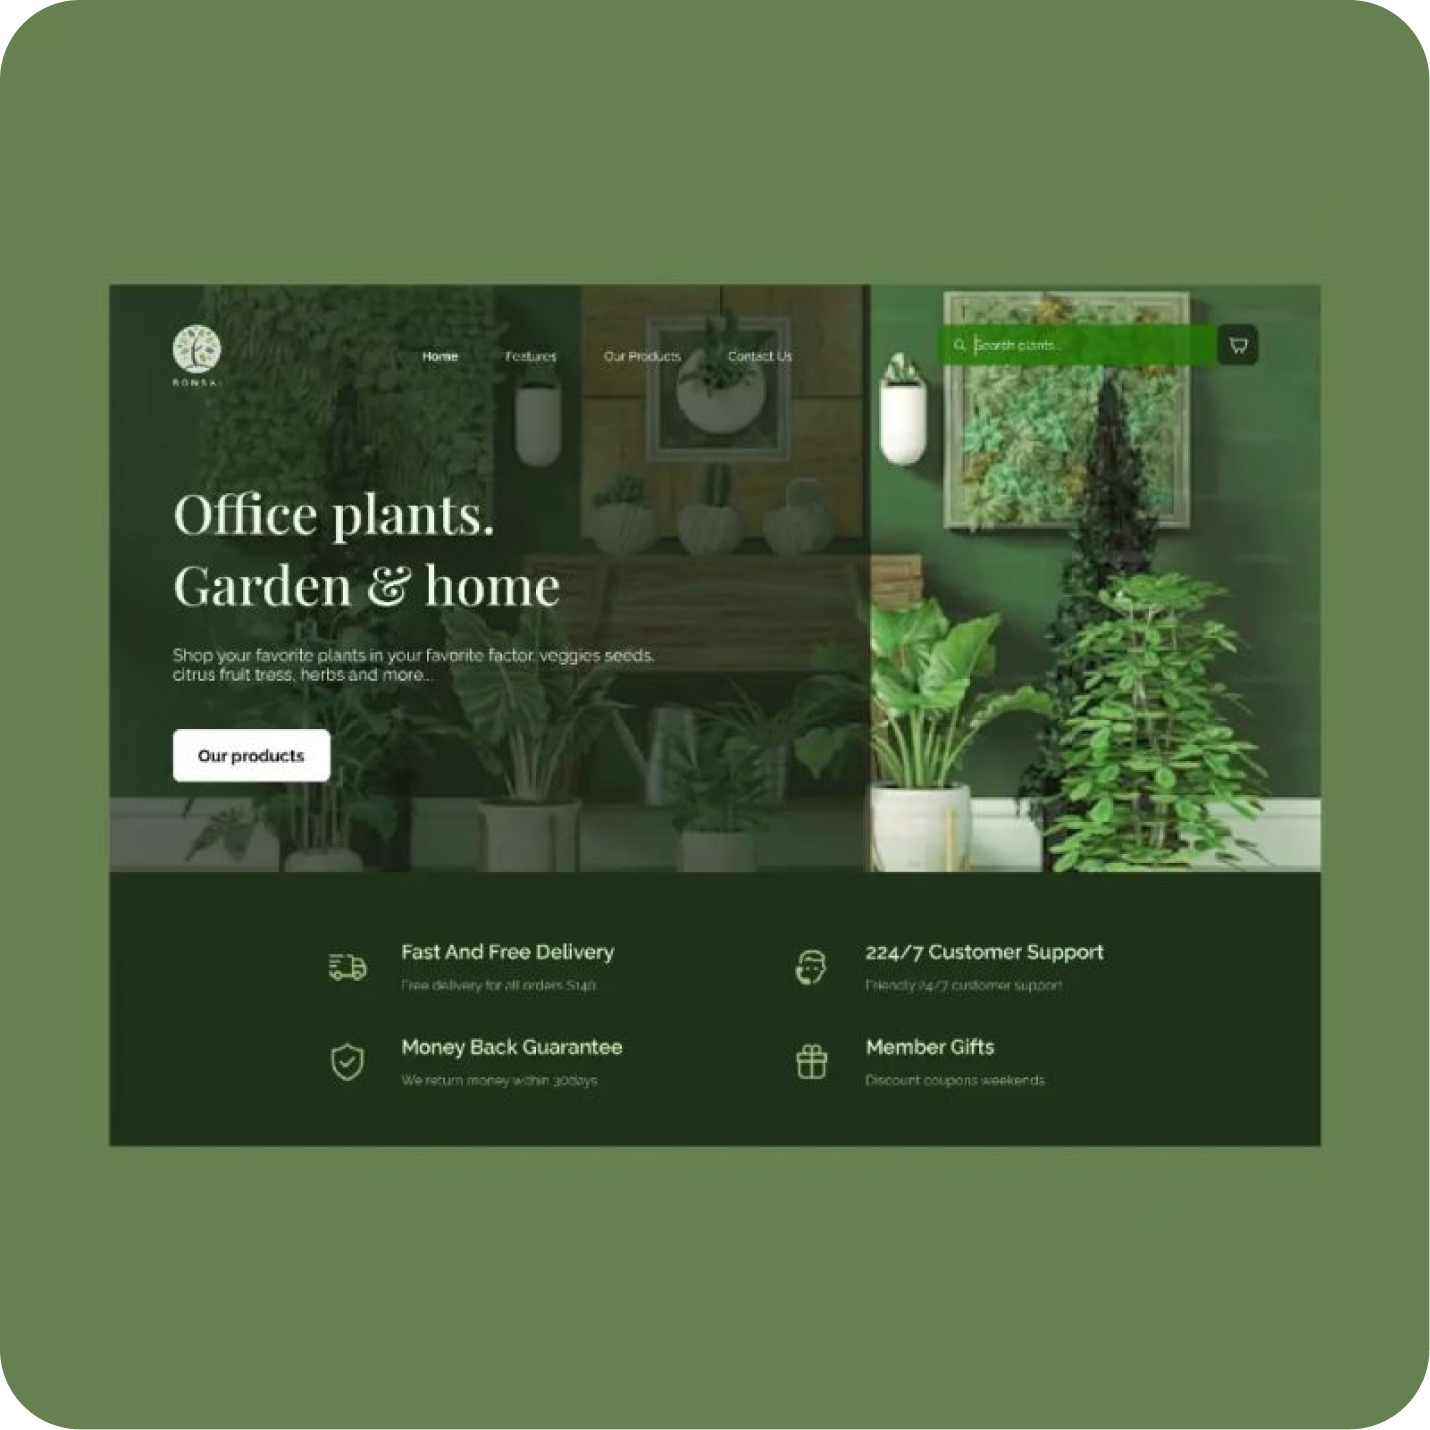 BONSAI
Home Features Our Products Contact Us
Search plants...
Office plants.
Garden & home
Shop your favorite plants in your favorite factor, veggies seeds,
citrus fruit tress, herbs and more...
Our products
Fast And Free Delivery
Free delivery for all orders $140
224/7 Customer Support
Friendly 24/7 customer support
Money Back Guarantee
We return money within 30days
Member Gifts
Discount coupons weekends